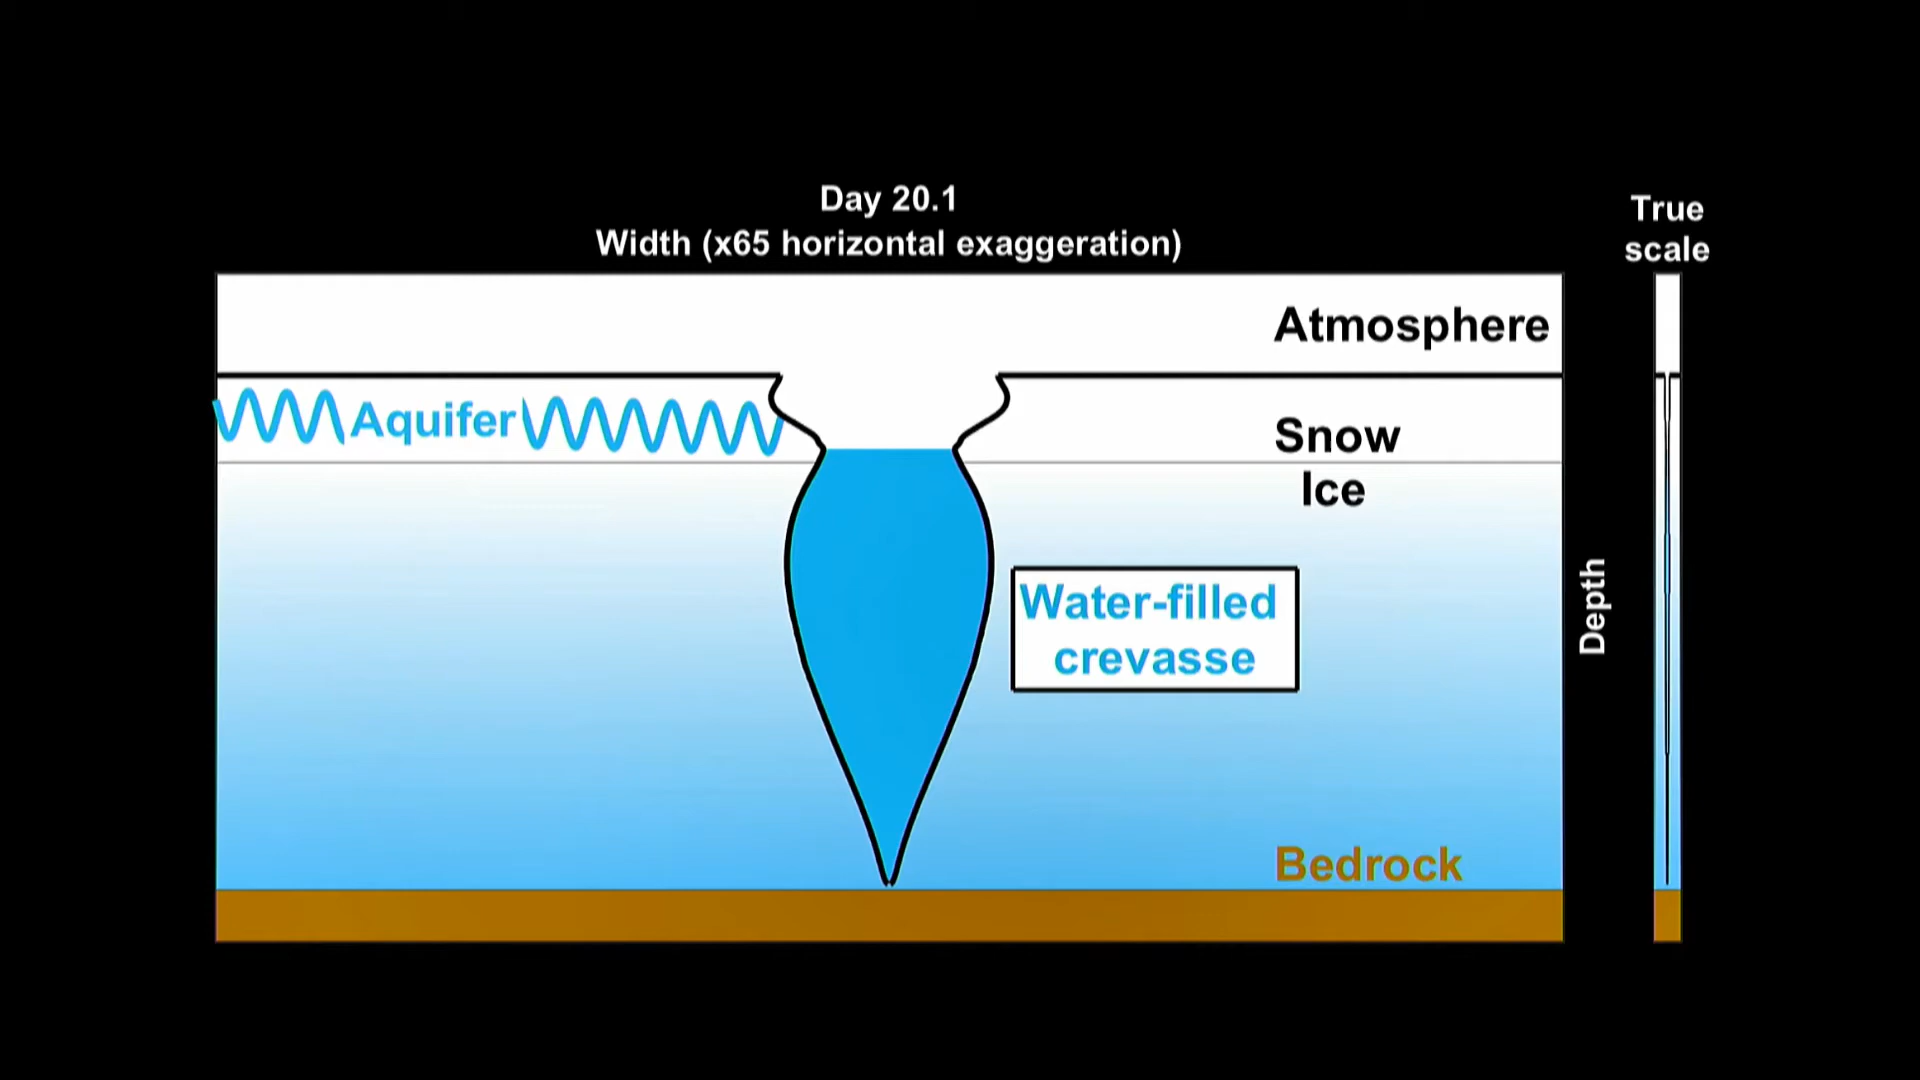 Day 20.1
Width (x65 horizontal exaggeration)
True
scale
Atmosphere
Aquifer
Snow
Ice
Water-filled
crevasse
Depth
Bedrock